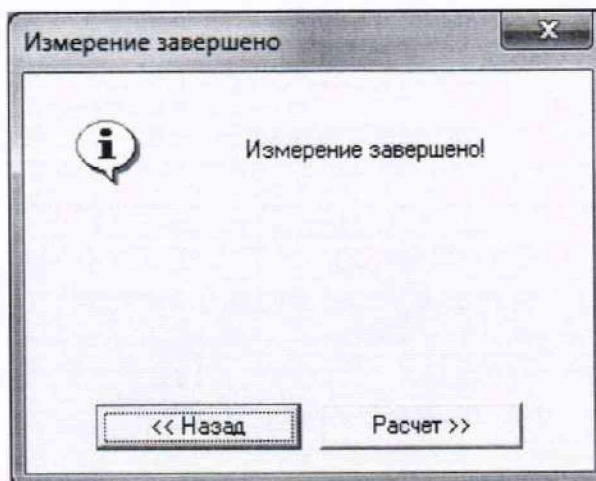 Измерение завершено
Измерение завершено!
<< Назад
Расчет >>